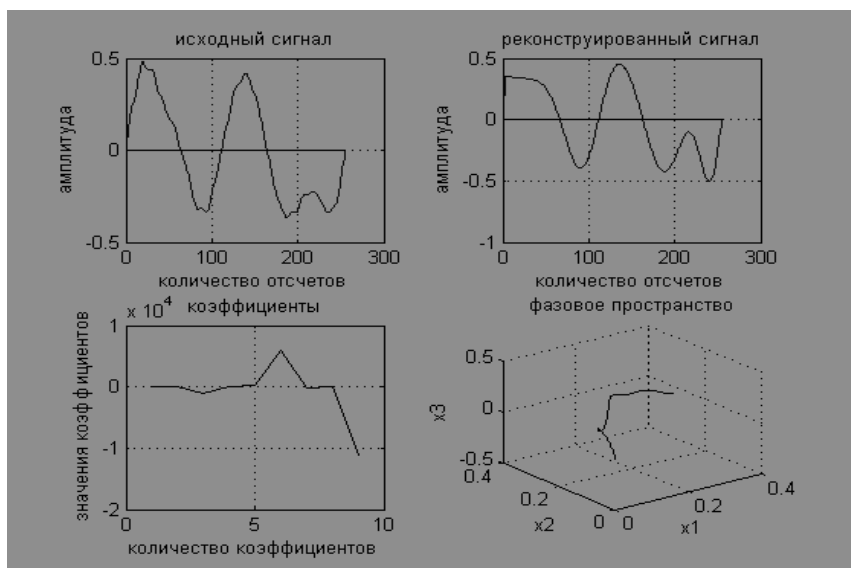 исходный сигнал
амплитуда
0.5
0
-0.5
0 100 200 300
количество отсчетов
реконструированный сигнал
амплитуда
0.5
0
-0.5
-1
0 100 200 300
количество отсчетов
x 10^4 коэффициенты
значения коэффициентов
1
0
-1
-2
0 5 10
количество коэффициентов
фазовое пространство
x3
0.5
0
-0.5
0.4 0.2 0
x2
0 0.2 0.4
x1